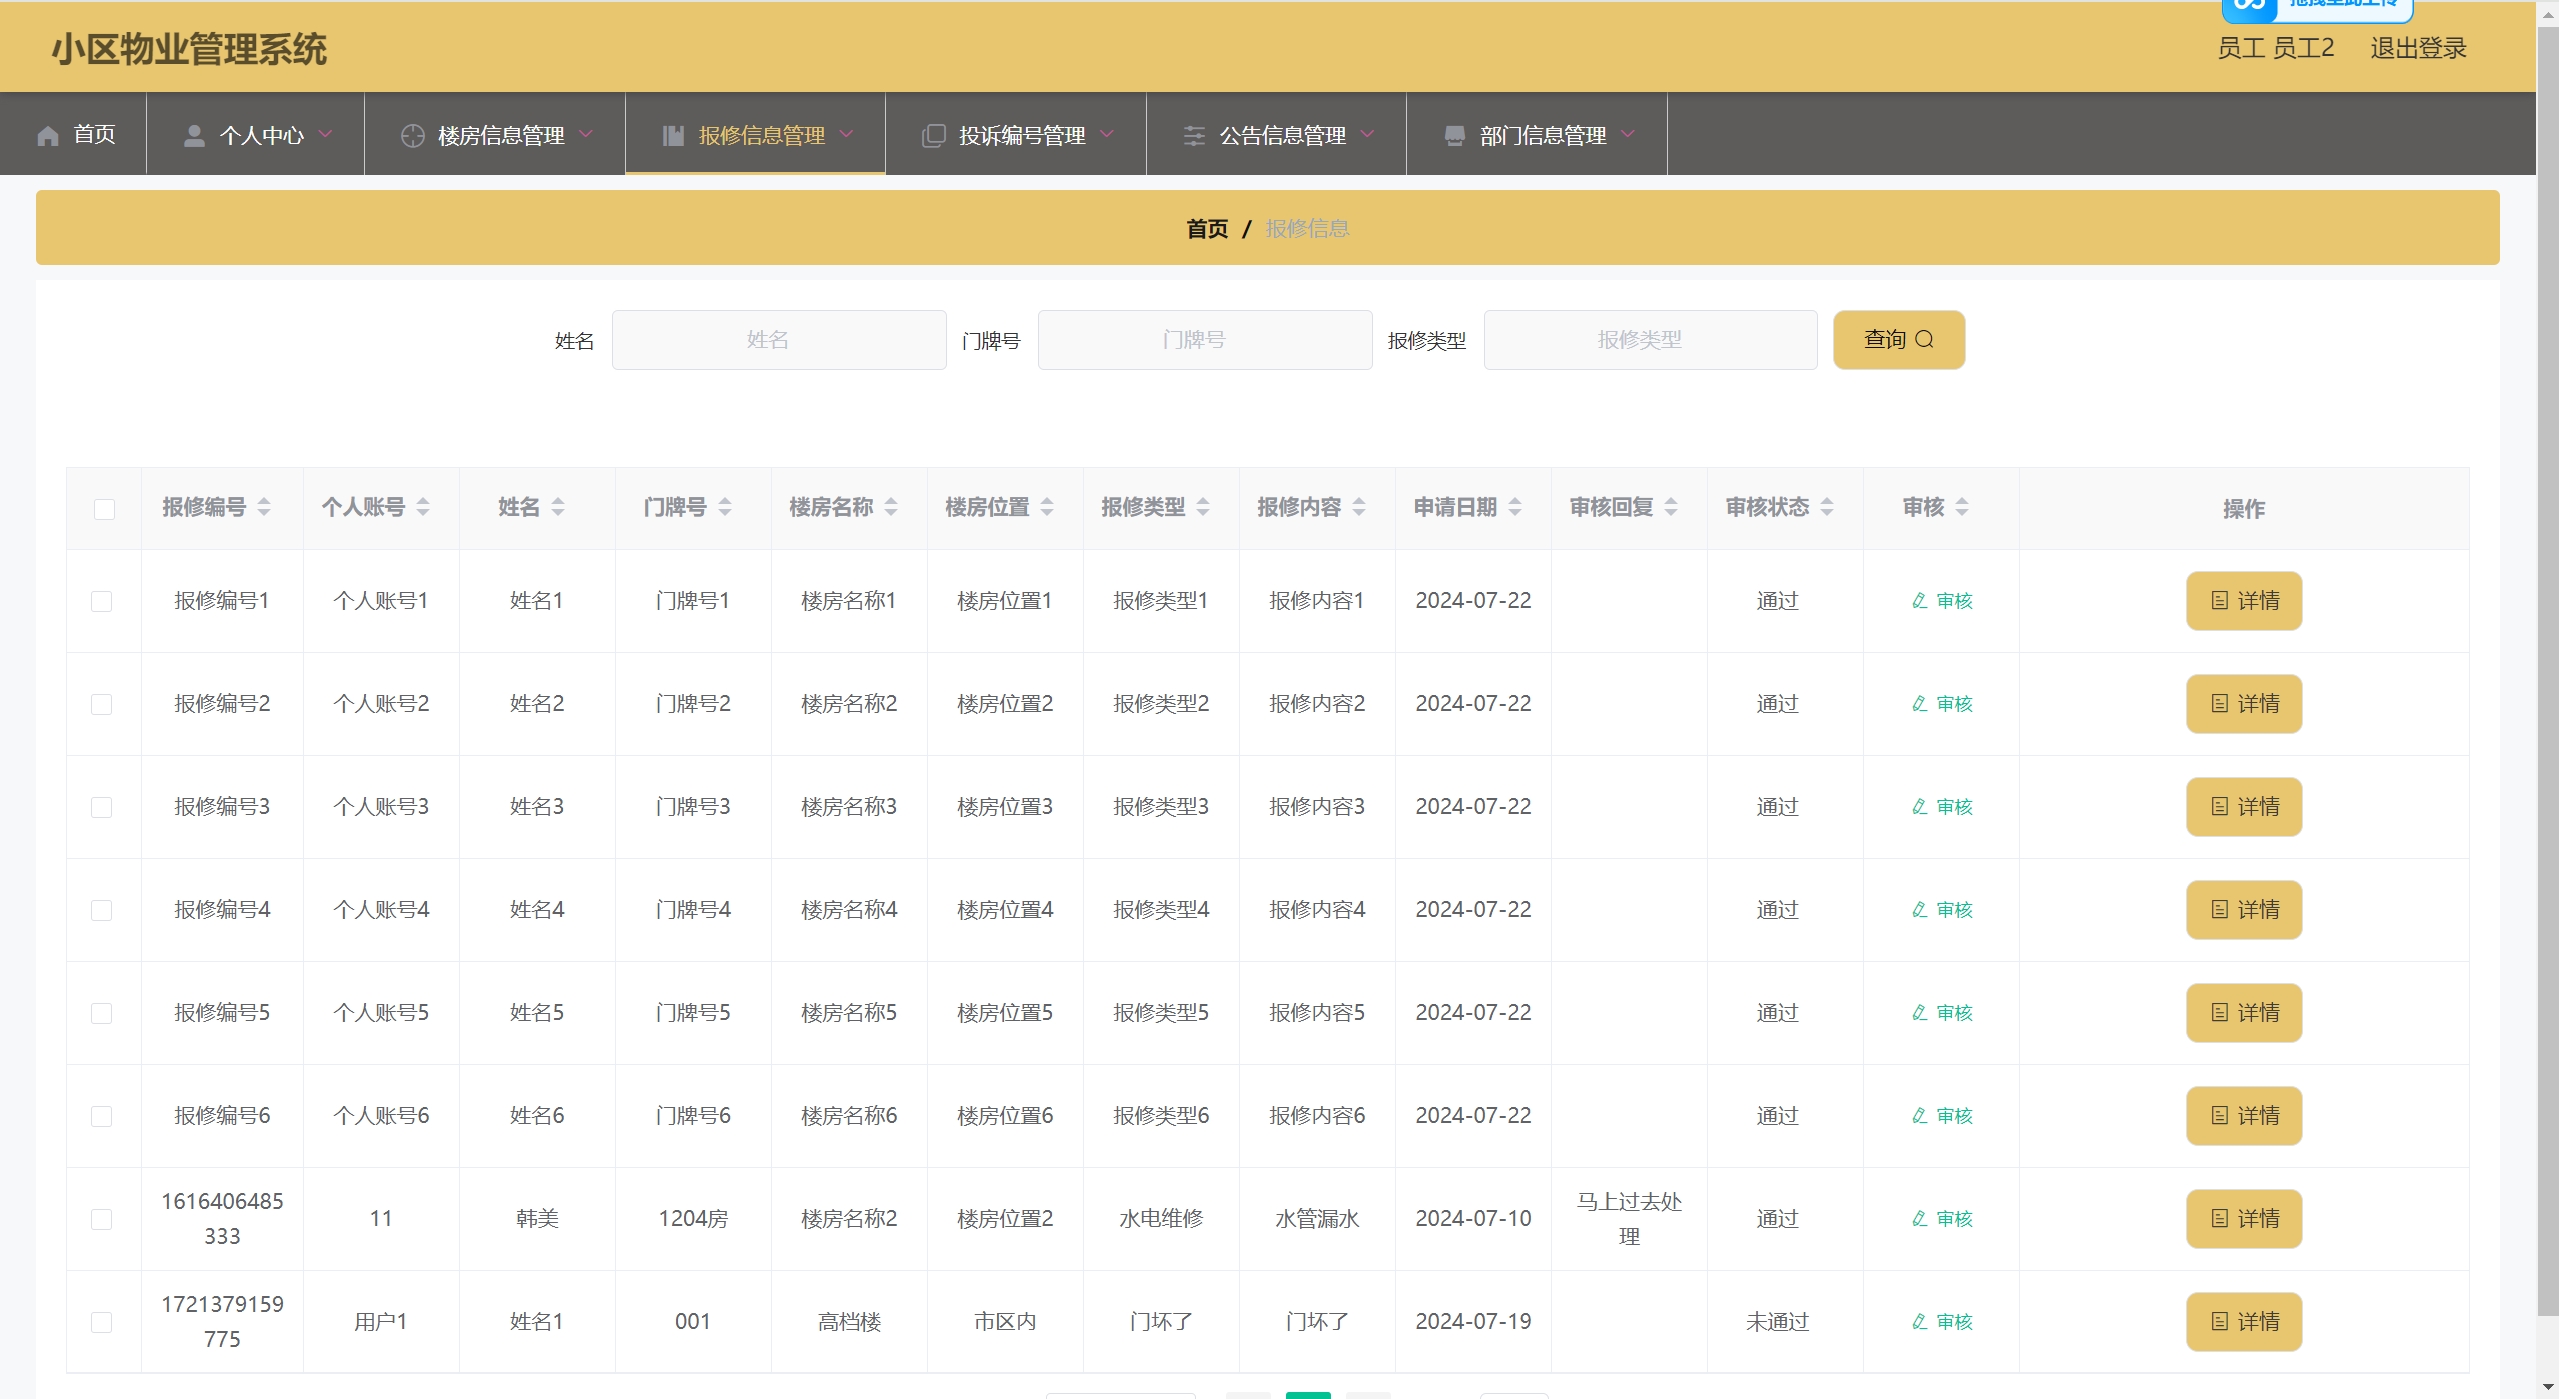 小区物业管理系统
员工 员工2 退出登录
首页 个人中心 楼房信息管理 报修信息管理 投诉编号管理 公告信息管理 部门信息管理
首页 / 报修信息
姓名 姓名 门牌号 门牌号 报修类型 报修类型 查询
报修编号 个人账号 姓名 门牌号 楼房名称 楼房位置 报修类型 报修内容 申请日期 审核回复 审核状态 审核 操作
报修编号1 个人账号1 姓名1 门牌号1 楼房名称1 楼房位置1 报修类型1 报修内容1 2024-07-22 通过 审核 详情
报修编号2 个人账号2 姓名2 门牌号2 楼房名称2 楼房位置2 报修类型2 报修内容2 2024-07-22 通过 审核 详情
报修编号3 个人账号3 姓名3 门牌号3 楼房名称3 楼房位置3 报修类型3 报修内容3 2024-07-22 通过 审核 详情
报修编号4 个人账号4 姓名4 门牌号4 楼房名称4 楼房位置4 报修类型4 报修内容4 2024-07-22 通过 审核 详情
报修编号5 个人账号5 姓名5 门牌号5 楼房名称5 楼房位置5 报修类型5 报修内容5 2024-07-22 通过 审核 详情
报修编号6 个人账号6 姓名6 门牌号6 楼房名称6 楼房位置6 报修类型6 报修内容6 2024-07-22 通过 审核 详情
1616406485 马上过去处
11 韩美 1204房 楼房名称2 楼房位置2 水电维修 水管漏水 2024-07-10 通过 审核 详情
333 理
1721379159
用户1 姓名1 001 高档楼 市区内 门坏了 门坏了 2024-07-19 未通过 审核 详情
775